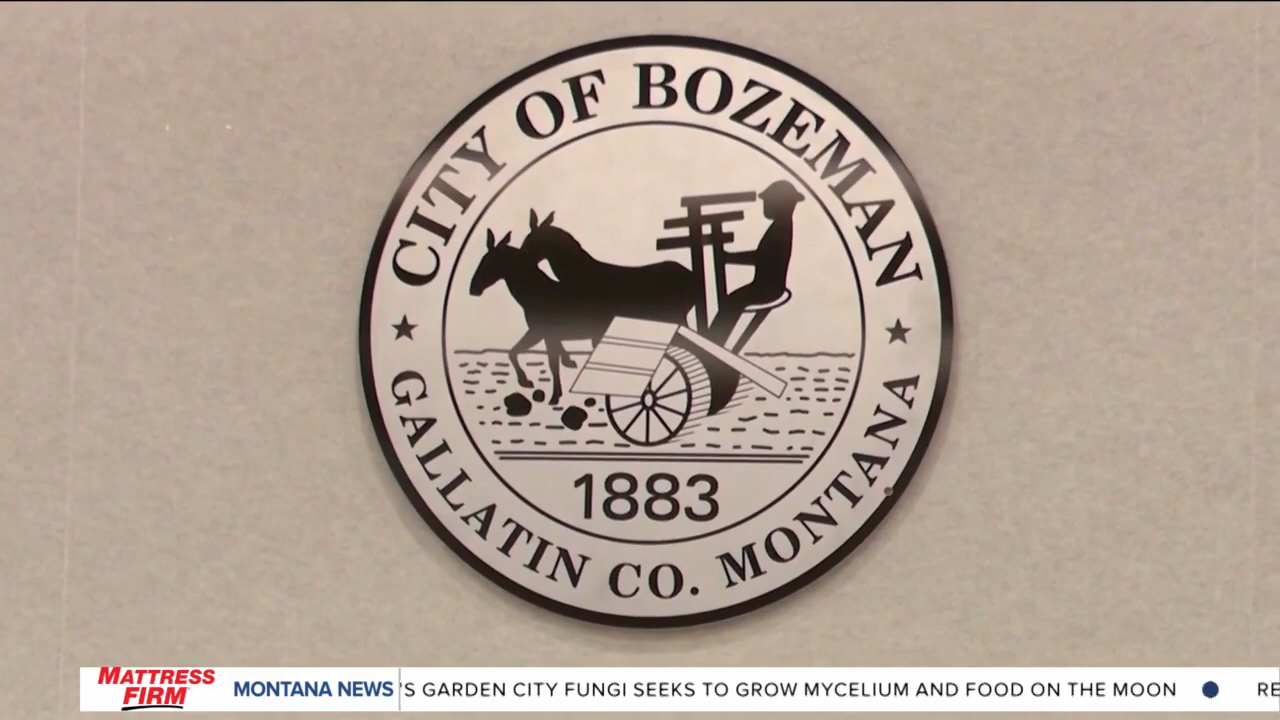 CITY OF BOZEMAN
★ ★
1883
GALLATIN CO. MONTANA
MATTRESS
FIRM
MONTANA NEWS
'S GARDEN CITY FUNGI SEEKS TO GROW MYCELIUM AND FOOD ON THE MOON • RE